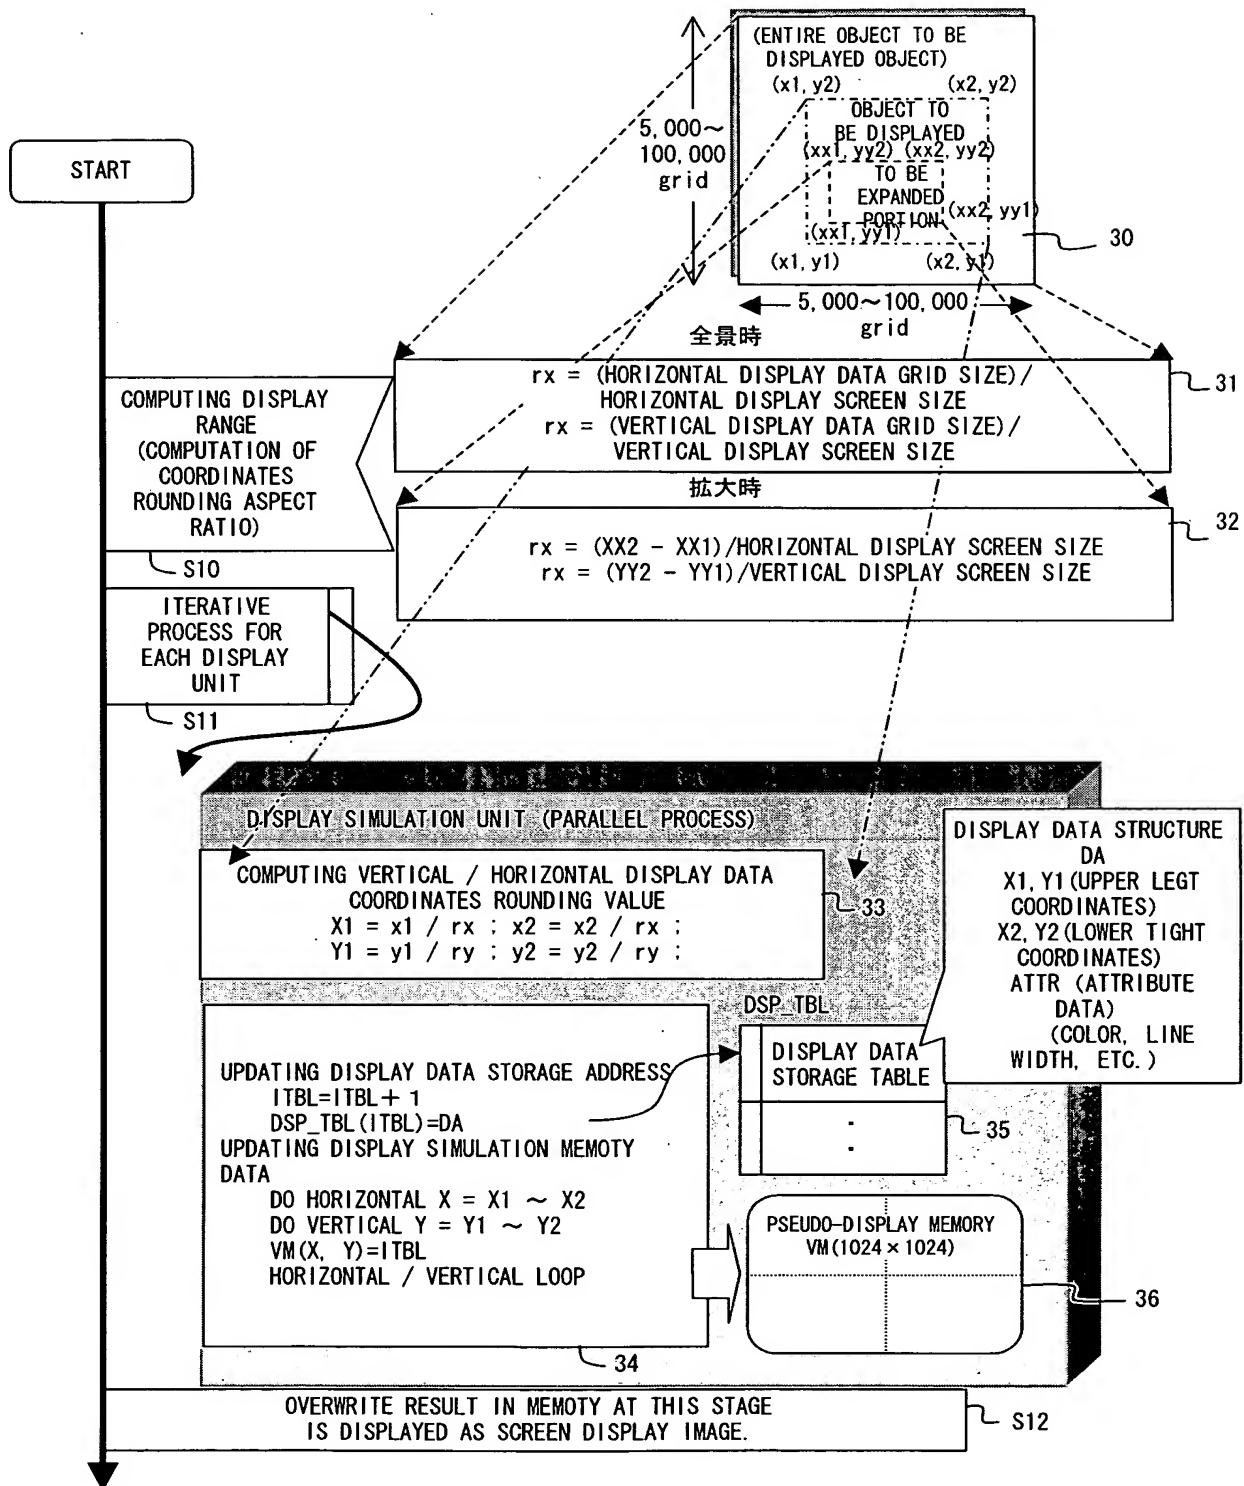 (ENTIRE OBJECT TO BE
DISPLAYED OBJECT)
(x1, y2)
(x2, y2)
OBJECT TO
BE DISPLAYED
(xx1, yy2)
(xx2, yy2)
TO BE
EXPANDED
PORTION
(xx2, yy1)
(xx1, yy1)
(x1, y1)
(x2, y1)
30
5,000~
100,000
grid
5,000~100,000
grid
START
全景時
rx = (HORIZONTAL DISPLAY DATA GRID SIZE)/
HORIZONTAL DISPLAY SCREEN SIZE
rx = (VERTICAL DISPLAY DATA GRID SIZE)/
VERTICAL DISPLAY SCREEN SIZE
31
COMPUTING DISPLAY
RANGE
(COMPUTATION OF
COORDINATES
ROUNDING ASPECT
RATIO)
S10
拡大時
rx = (XX2 - XX1)/HORIZONTAL DISPLAY SCREEN SIZE
rx = (YY2 - YY1)/VERTICAL DISPLAY SCREEN SIZE
32
ITERATIVE
PROCESS FOR
EACH DISPLAY
UNIT
S11
DISPLAY SIMULATION UNIT (PARALLEL PROCESS)
COMPUTING VERTICAL / HORIZONTAL DISPLAY DATA
COORDINATES ROUNDING VALUE
X1 = x1 / rx ; x2 = x2 / rx ;
Y1 = y1 / ry ; y2 = y2 / ry ;
33
DISPLAY DATA STRUCTURE
DA
X1, Y1(UPPER LEGT
COORDINATES)
X2, Y2(LOWER TIGHT
COORDINATES)
ATTR (ATTRIBUTE
DATA)
(COLOR, LINE
WIDTH, ETC.)
DSP_TBL
DISPLAY DATA
STORAGE TABLE
35
UPDATING DISPLAY DATA STORAGE ADDRESS
ITBL=ITBL+ 1
DSP_TBL(ITBL)=DA
UPDATING DISPLAY SIMULATION MEMOTY
DATA
DO HORIZONTAL X = X1 ~ X2
DO VERTICAL Y = Y1 ~ Y2
VM(X, Y)=ITBL
HORIZONTAL / VERTICAL LOOP
34
PSEUDO-DISPLAY MEMORY
VM(1024×1024)
36
OVERWRITE RESULT IN MEMOTY AT THIS STAGE
IS DISPLAYED AS SCREEN DISPLAY IMAGE.
S12